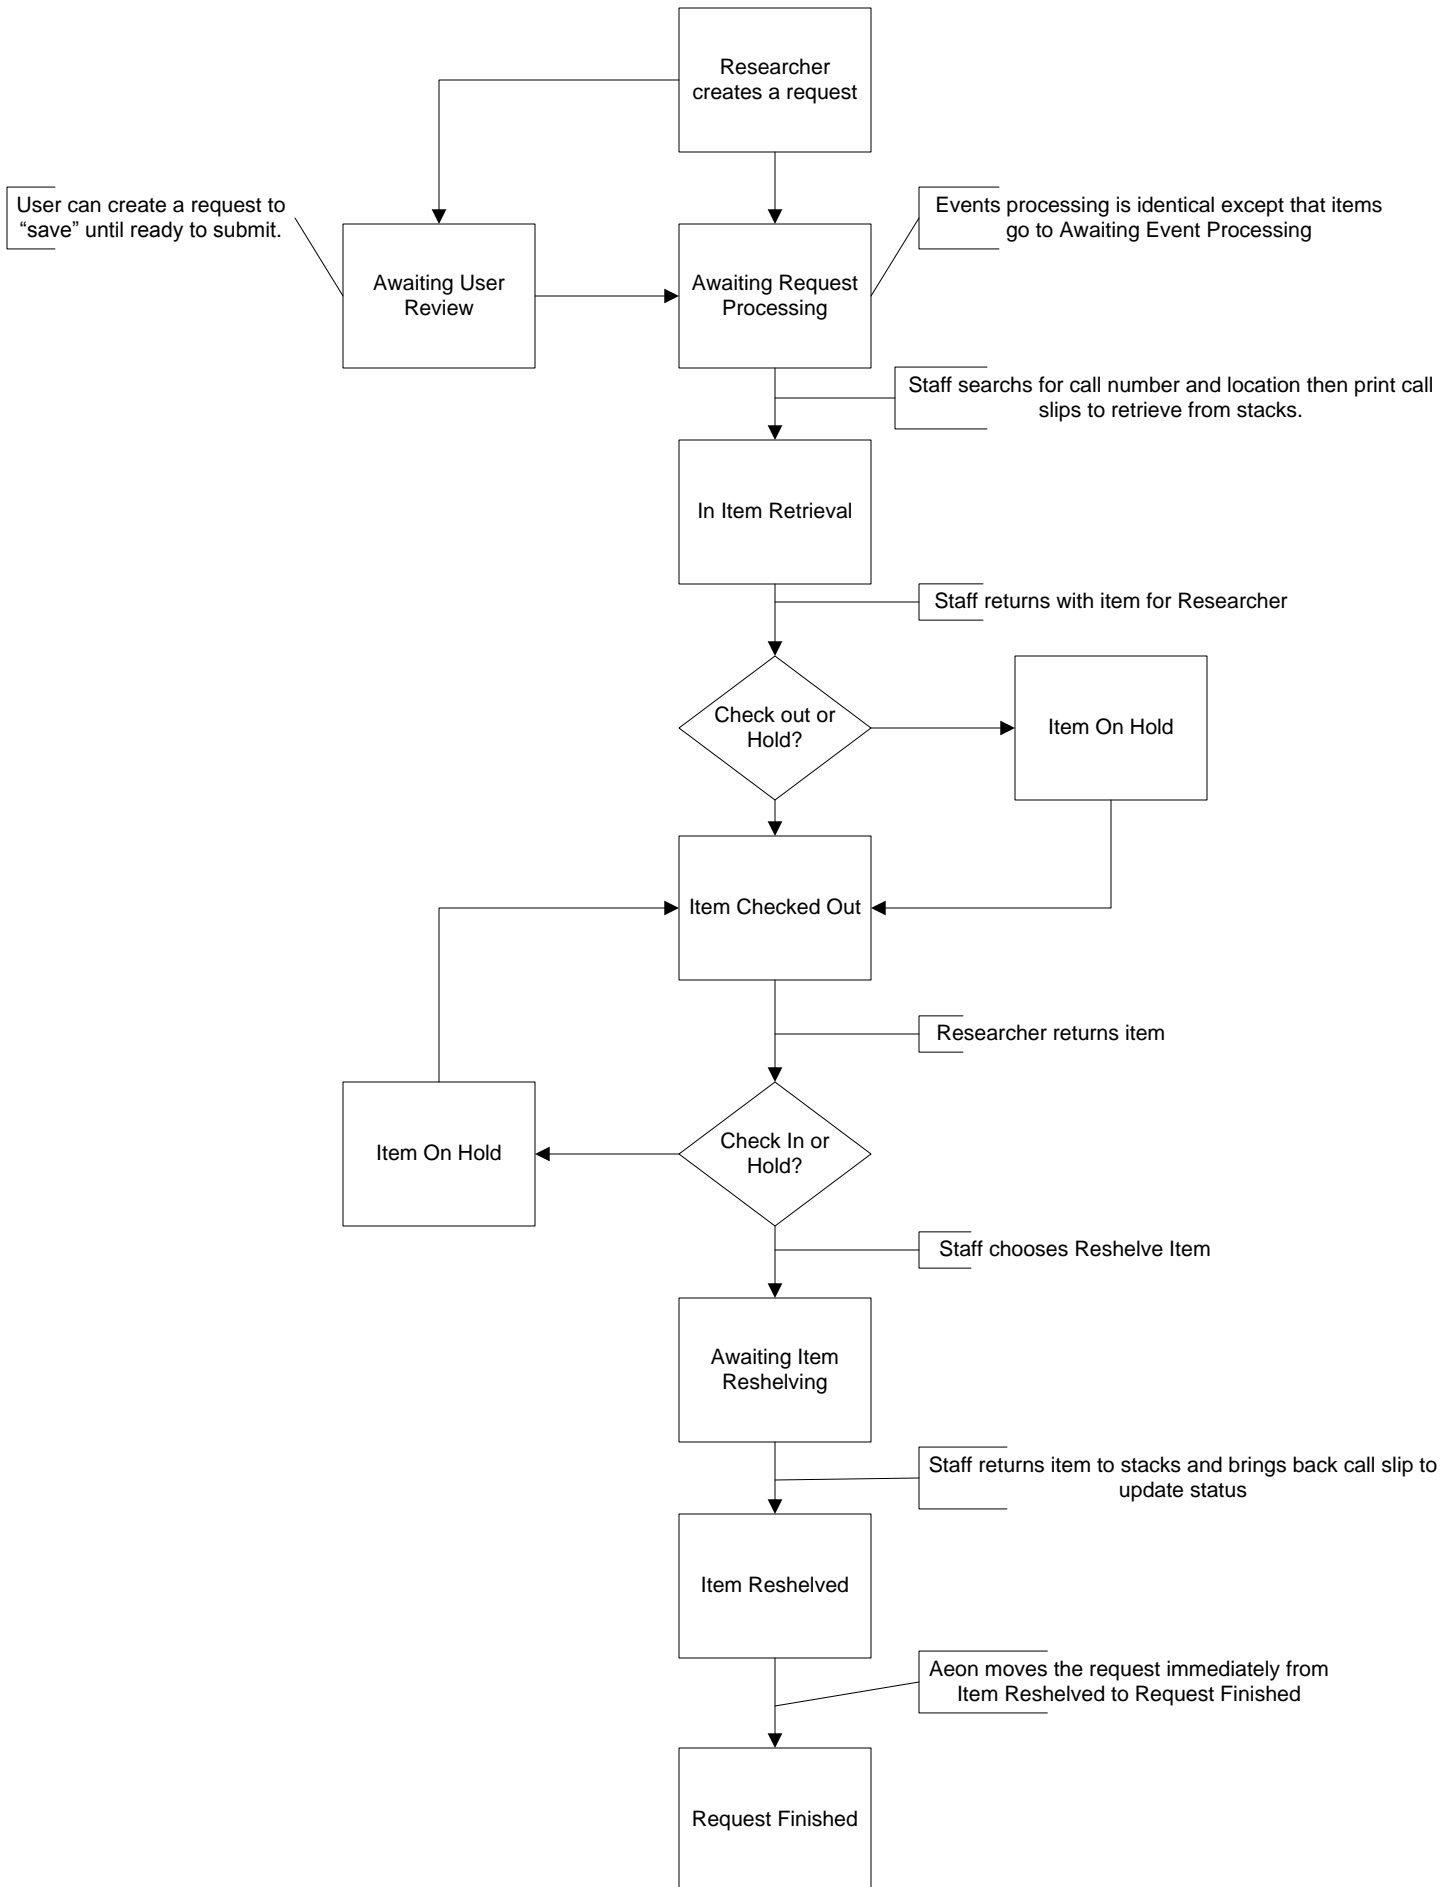 Researcher
creates a request
User can create a request to
“save” until ready to submit.
Events processing is identical except that items
go to Awaiting Event Processing
Awaiting User
Review
Awaiting Request
Processing
Staff searchs for call number and location then print call
slips to retrieve from stacks.
In Item Retrieval
Staff returns with item for Researcher
Check out or
Hold?
Item On Hold
Item Checked Out
Researcher returns item
Item On Hold
Check In or
Hold?
Staff chooses Reshelve Item
Awaiting Item
Reshelving
Staff returns item to stacks and brings back call slip to
update status
Item Reshelved
Aeon moves the request immediately from
Item Reshelved to Request Finished
Request Finished